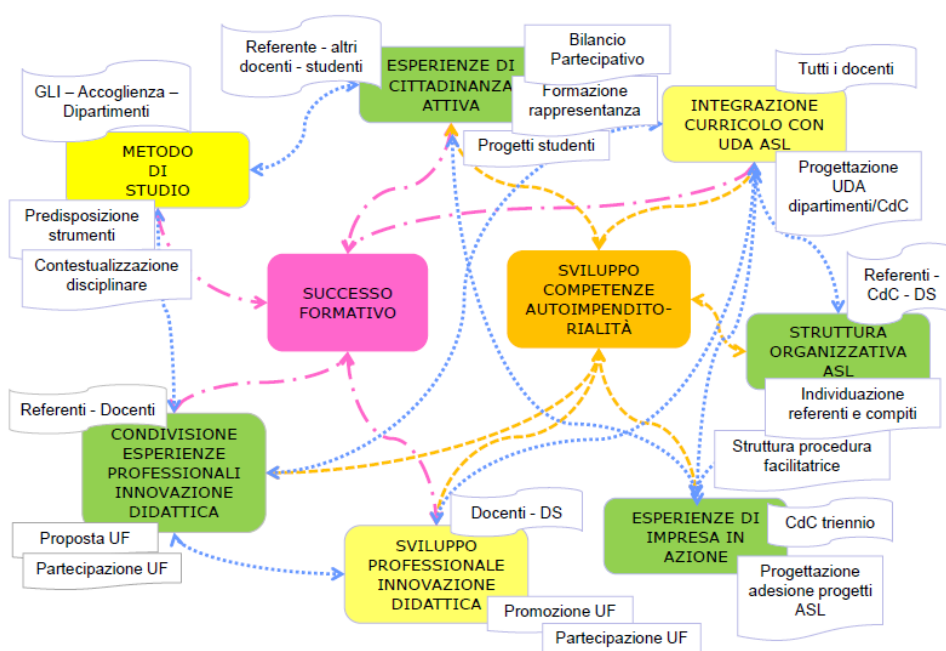 Referente - altri
docenti - studenti
ESPERIENZE DI
CITTADINANZA
ATTIVA
Bilancio
Partecipativo
Formazione
rappresentanza
Progetti studenti
Tutti i docenti
INTEGRAZIONE
CURRICOLO CON
UDA ASL
Progettazione
UDA
dipartimenti/CdC
GLI – Accoglienza –
Dipartimenti
METODO
DI
STUDIO
Predisposizione
strumenti
Contestualizzazione
disciplinare
SUCCESSO
FORMATIVO
SVILUPPO
COMPETENZE
AUTOIMPENDITO-
RIALITÀ
Referenti -
CdC - DS
STRUTTURA
ORGANIZZATIVA
ASL
Individuazione
referenti e compiti
Struttura procedura
facilitatrice
Referenti - Docenti
CONDIVISIONE
ESPERIENZE
PROFESSIONALI
INNOVAZIONE
DIDATTICA
Proposta UF
Partecipazione UF
Docenti - DS
SVILUPPO
PROFESSIONALE
INNOVAZIONE
DIDATTICA
Promozione UF
Partecipazione UF
ESPERIENZE DI
IMPRESA IN
AZIONE
CdC triennio
Progettazione
adesione progetti
ASL